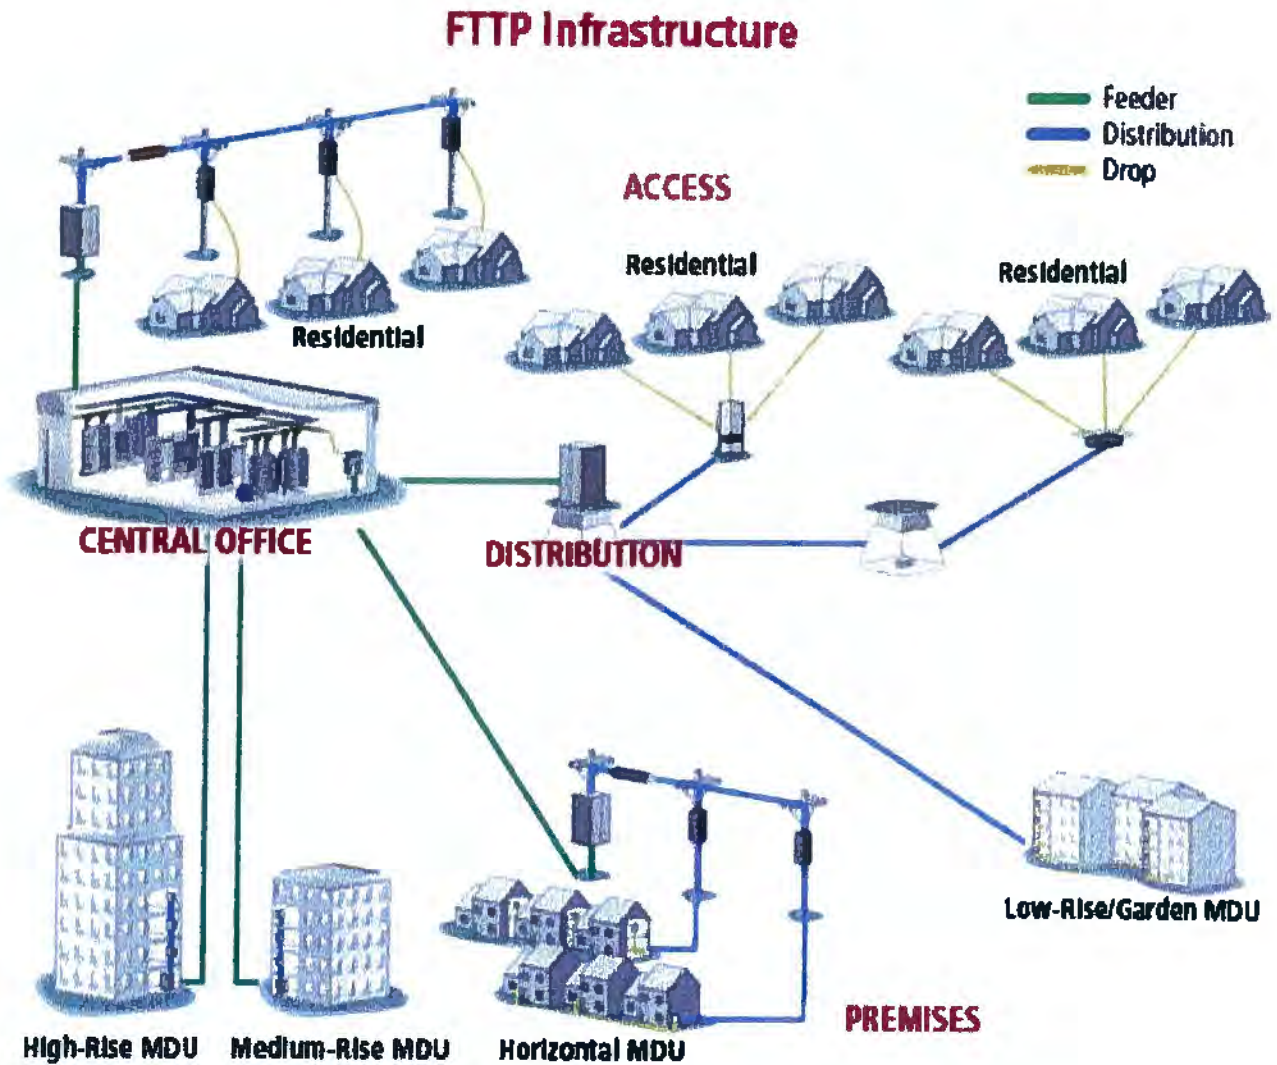 FTTP Infrastructure
Feeder
Distribution
Drop
ACCESS
Residential
Residential
Residential
CENTRAL OFFICE
DISTRIBUTION
Low-Rise/Garden MDU
PREMISES
High-Rise MDU
Medium-Rise MDU
Horizontal MDU